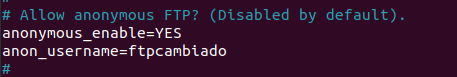 #
# Allow anonymous FTP? (Disabled by default).
anonymous_enable=YES
anon_username=ftpcambiado
#